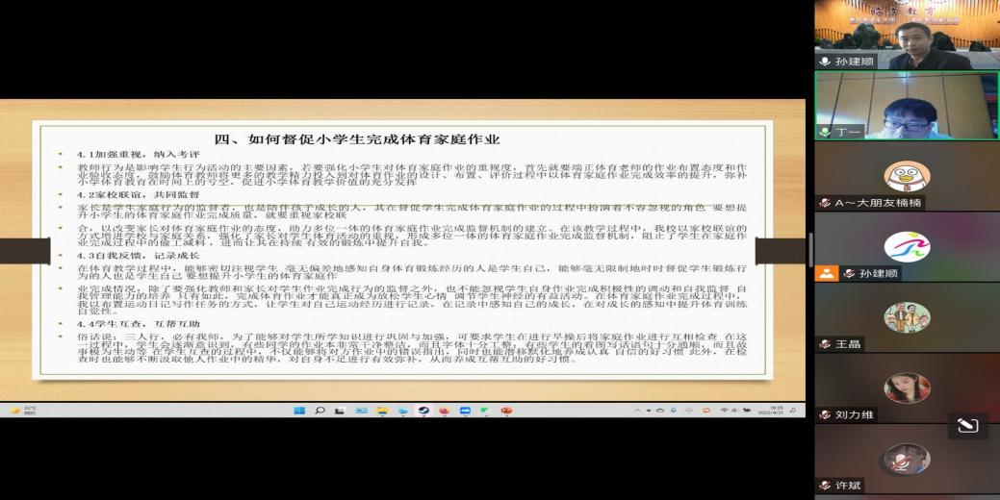 四、如何督促小学生完成体育家庭作业
4.1加强重视，纳入考评
教师行为是影响学生行为活动的主要因素，若要强化小学生对体育家庭作业的重视度，首先就要端正体育老师的作业布置态度和作
业验收态度，鼓励体育教师将更多的教学精力投入到对体育作业的设计、布置、评价过程中以体育家庭作业完成效率的提升，弥补
小学体育教育在时间上的亏空，促进小学体育教学价值的充分发挥
4.2家校联谊，共同监督
家长是学生家庭行为的监督者，也是陪伴孩子成长的人，其在督促学生完成体育家庭作业的过程中扮演着不容忽视的角色 要想提
升小学生的体育家庭作业完成质量，就要重视家校联
合，以改变家长对体育家庭作业的态度，助力多位一体的体育家庭作业完成监督机制的建立。在该教学过程中，我校以家校联谊的
方式增进学校与家庭关系，强化了家长对学生体育活动的重视，形成多位一体的体育家庭作业完成监督机制，阻止了学生在家庭作
业完成过程中的偷工减料 ，进而让其在持续 有效的锻炼中提升自我。
4.3自我反馈，记录成长
在体育教学过程中，能够密切注视学生 毫无偏差地感知自身体育锻炼经历的人是学生自己，能够毫无限制地时时督促学生锻炼行
为的人也是学生自己 要想提升小学生的体育家庭作
业完成情况，除了要强化教师和家长对学生作业完成行为的监督之外，也不能忽视学生自身作业完成积极性的调动和自我监督 自
我管理能力的培养 只有如此，完成体育作业才能真正成为放松学生心情 调节学生神经的有益活动。在体育家庭作业完成过程中，
我以布置运动日记写作任务的方式，让学生对自己运动经历进行记录，在记录中感知自己的成长，在对成长的感知中提升体育训练
自觉性。
4.4学生互查，互帮互助
俗话说：三人行，必有我师，为了能够对学生所学知识进行巩固与加强，可要求学生在进行早操后将家庭作业进行互相检查 在这
一过程中，学生会逐渐意识到，有些同学的作业本非常干净整洁，而且字体十分工整；有些学生的看图写话语句十分通顺，而且故
事极为生动等 在学生互查的过程中，不仅能够将对方作业中的错误指出，同时也能潜移默化地养成认真 自信的好习惯 此外，在检
查时也能够不断汲取他人作业中的精华，对自身不足进行有效弥补，从而养成互帮互助的好习惯。
22°C
10:35
2022/4/21
孙建顺
丁一
A～大朋友楠楠
孙建顺
王晶
刘力维
许斌